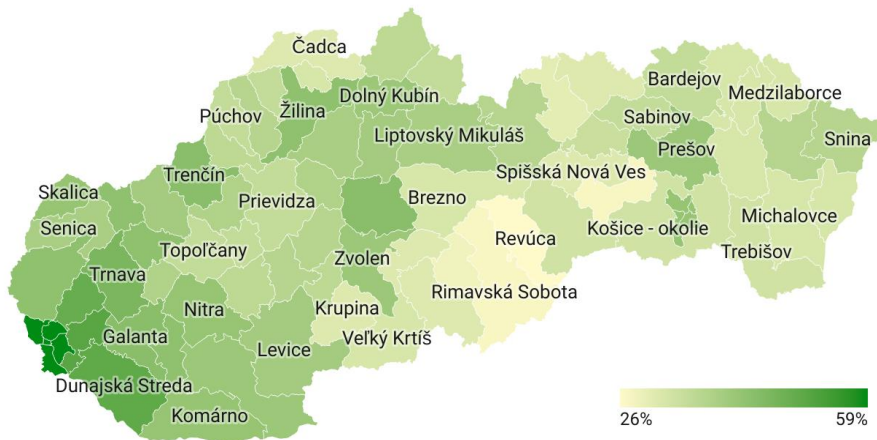 Čadca
Bardejov
Medzilaborce
Púchov
Žilina
Dolný Kubín
Sabinov
Liptovský Mikuláš
Prešov
Snina
Trenčín
Spišská Nová Ves
Skalica
Prievidza
Brezno
Michalovce
Senica
Topoľčany
Zvolen
Revúca
Košice - okolie
Trebišov
Trnava
Rimavská Sobota
Nitra
Krupina
Galanta
Levice
Veľký Krtíš
Dunajská Streda
Komárno
26%
59%